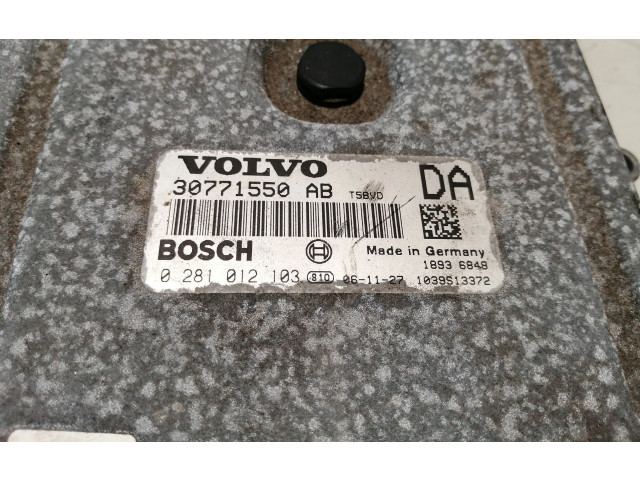 VOLVO
30771550 AB TSBVD DA
BOSCH Made in Germany
1893 6848
0 281 012 103 810 06-11-27 1039S13372